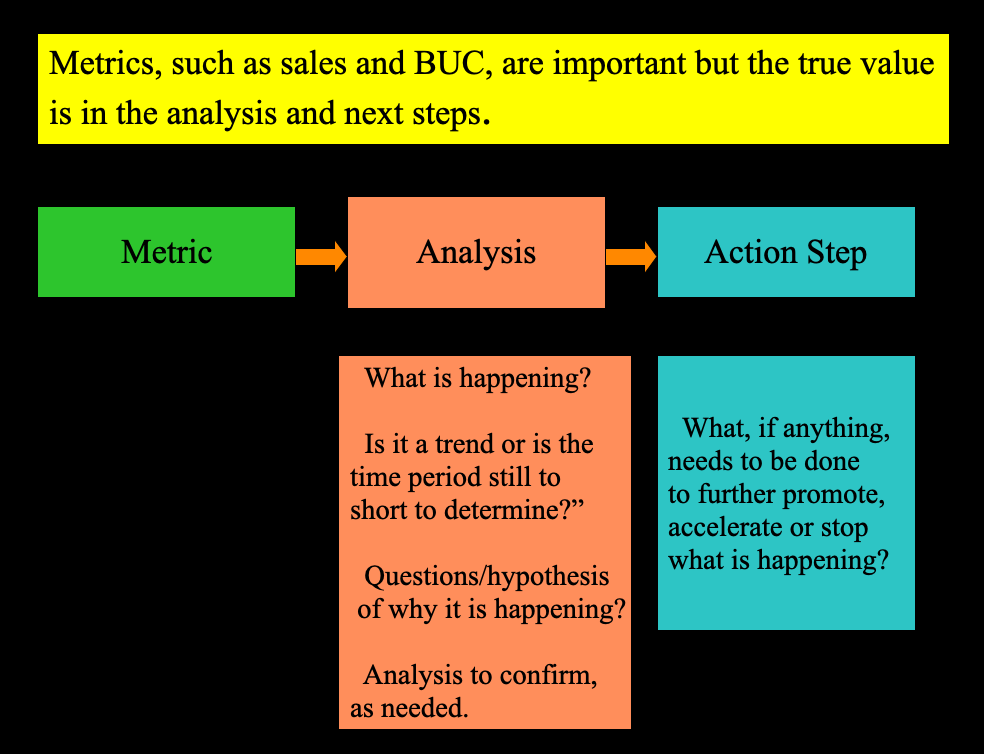 Metrics, such as sales and BUC, are important but the true value
is in the analysis and next steps.
Metric
Analysis
Action Step
What is happening?
Is it a trend or is the
time period still to
short to determine?”
Questions/hypothesis
of why it is happening?
Analysis to confirm,
as needed.
What, if anything,
needs to be done
to further promote,
accelerate or stop
what is happening?